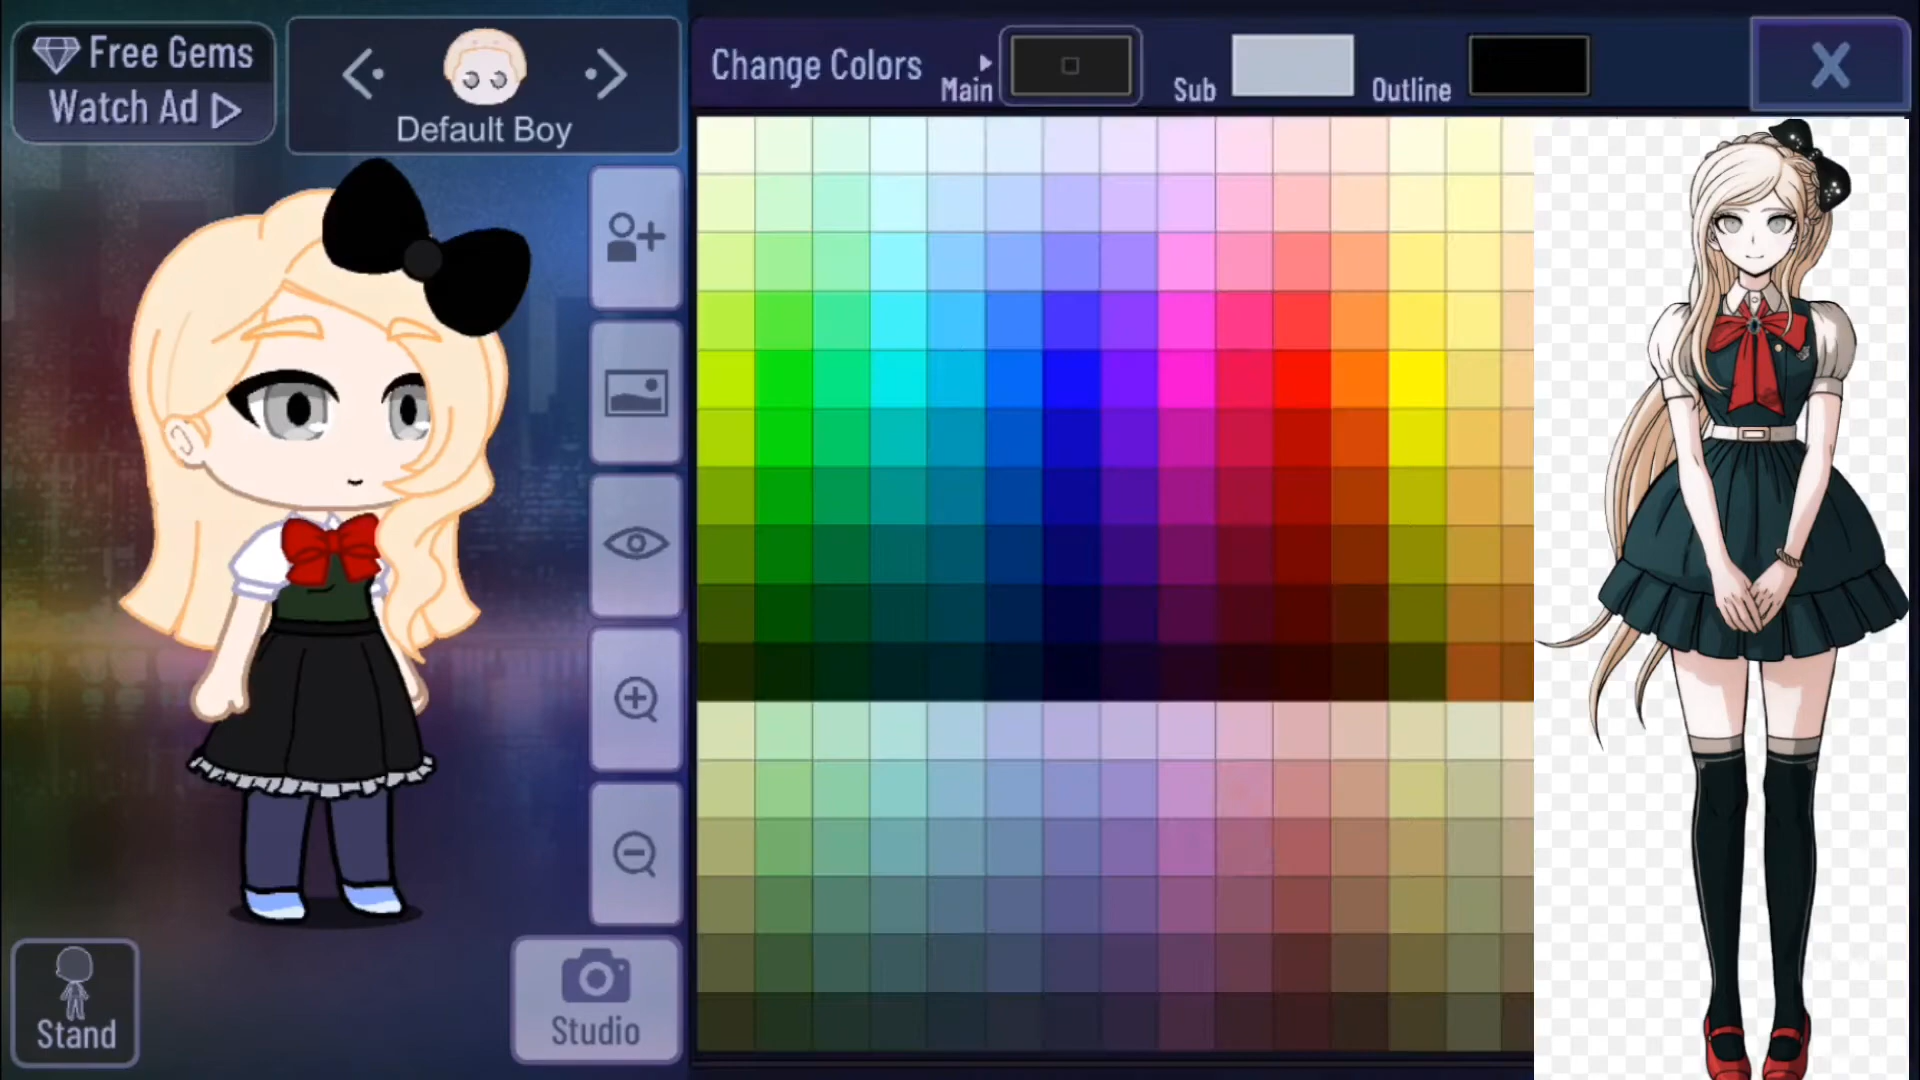 Free Gems
Watch Ad
Default Boy
Change Colors
Main
Sub
Outline
X
Stand
Studio